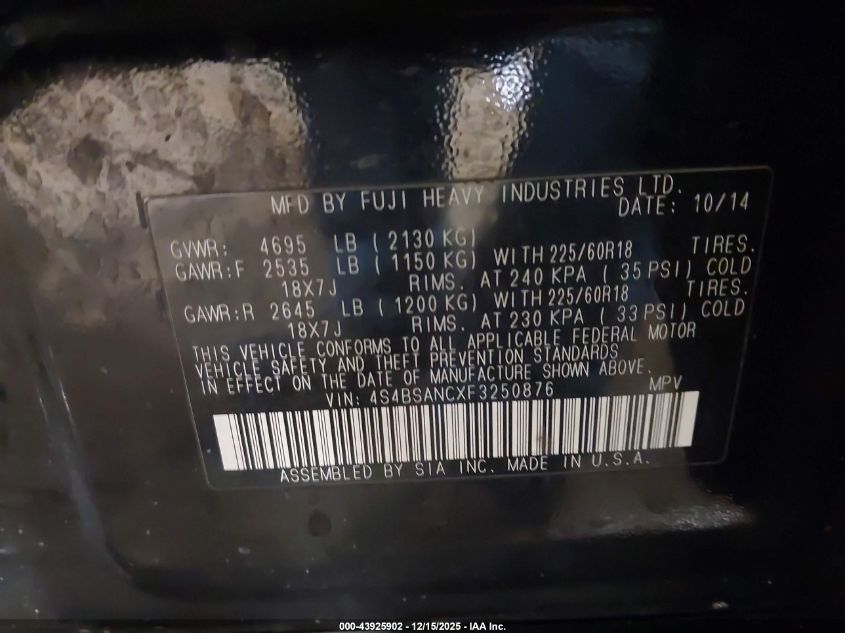 MFD BY FUJI HEAVY INDUSTRIES LTD.
DATE: 10/14
GVWR: 4695 LB ( 2130 KG)
GAWR:F 2535 LB ( 1150 KG) WITH 225/60R18 TIRES.
18X7J RIMS. AT 240 KPA ( 35 PSI) COLD
GAWR:R 2645 LB ( 1200 KG) WITH 225/60R18 TIRES.
18X7J RIMS. AT 230 KPA ( 33 PSI) COLD
THIS VEHICLE CONFORMS TO ALL APPLICABLE FEDERAL MOTOR
VEHICLE SAFETY AND THEFT PREVENTION STANDARDS
IN EFFECT ON THE DATE OF MANUFACTURE SHOWN ABOVE.
VIN: 4S4BSANCXF3250876 MPV
ASSEMBLED BY SIA INC. MADE IN U.S.A.
000-43925902 - 12/15/2025 - IAA Inc.